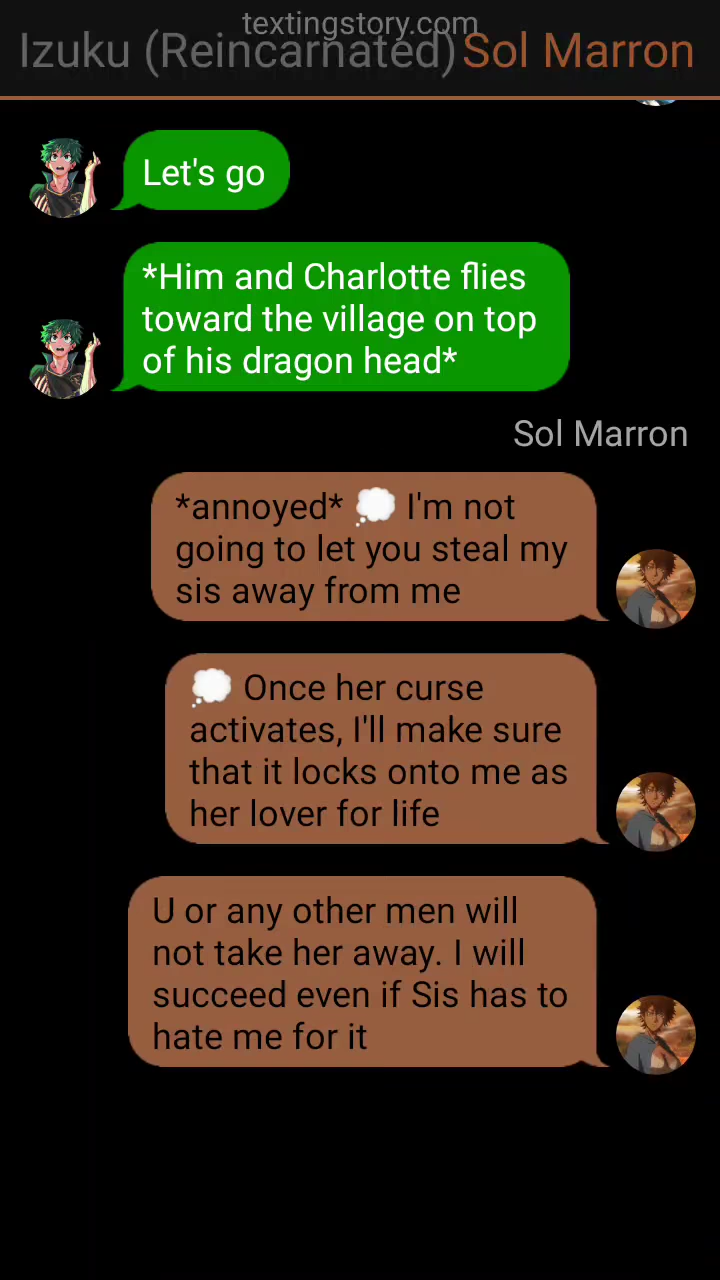 textingstory.com
Izuku (Reincarnated) Sol Marron
Let's go
*Him and Charlotte flies
toward the village on top
of his dragon head*
Sol Marron
*annoyed* 💭 I'm not
going to let you steal my
sis away from me
💭 Once her curse
activates, I'll make sure
that it locks onto me as
her lover for life
U or any other men will
not take her away. I will
succeed even if Sis has to
hate me for it